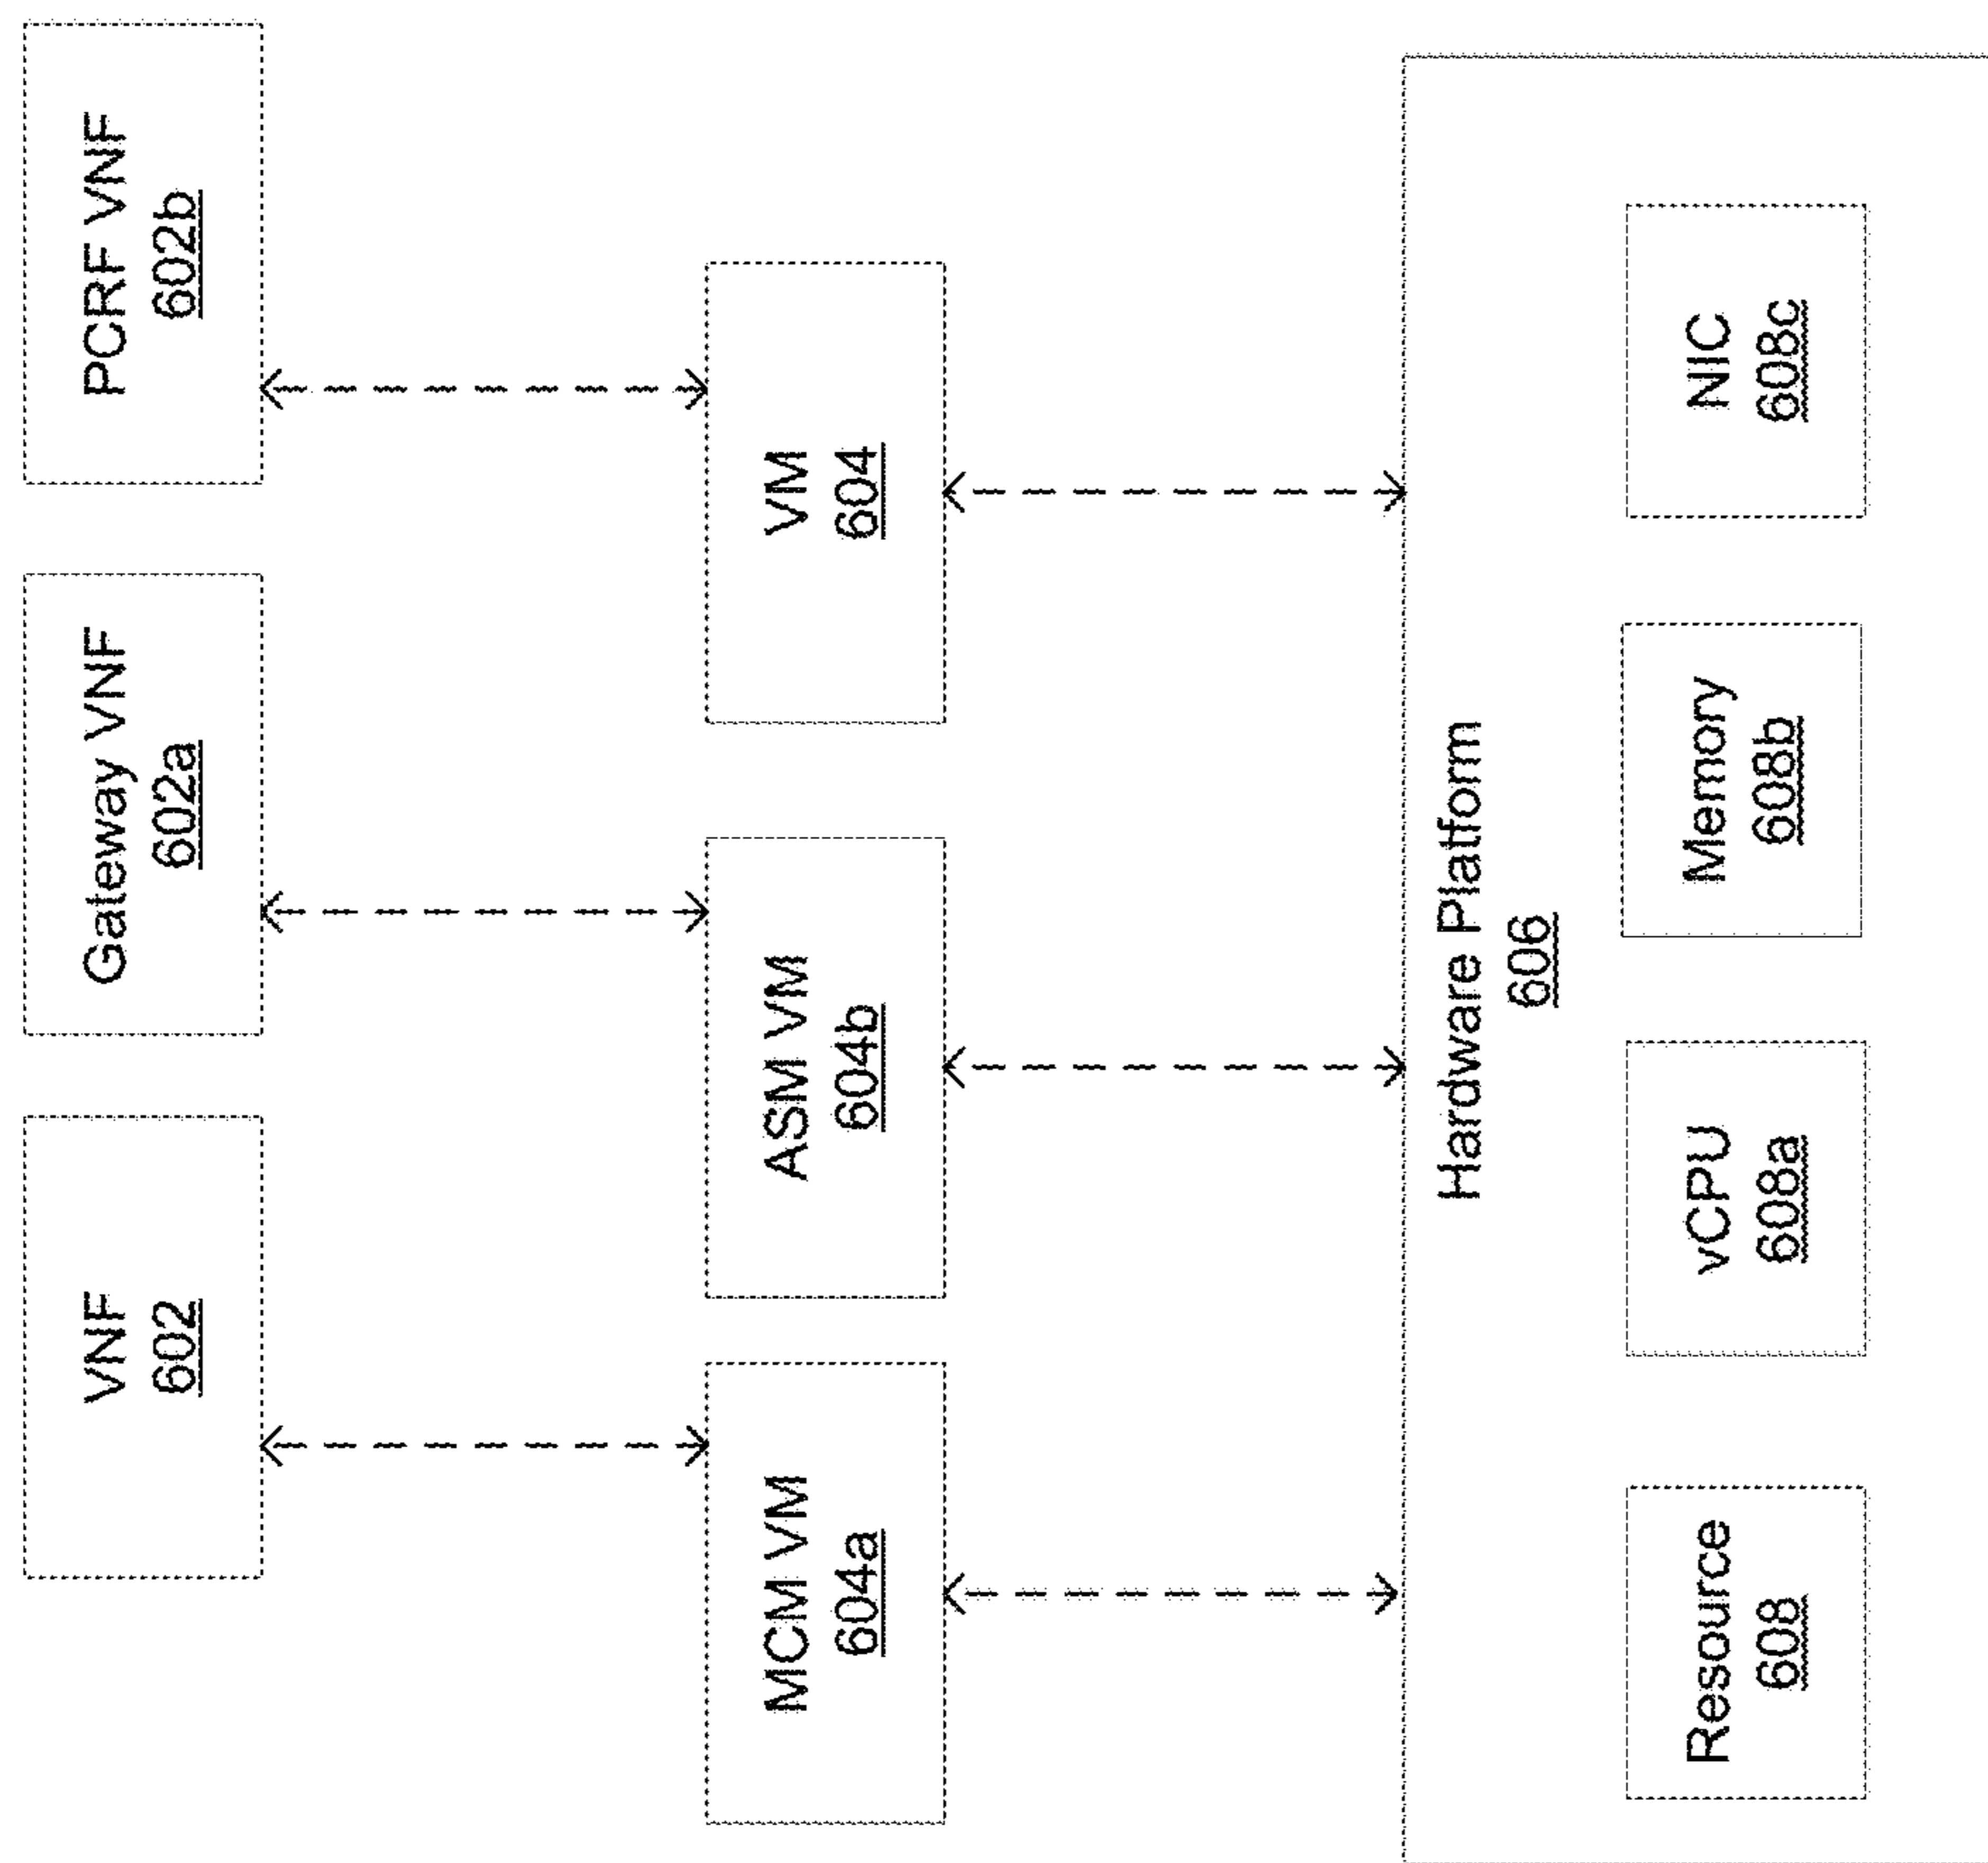 VNF
602
Gateway VNF
602a
PCRF VNF
602b
MCM VM
604a
ASM VM
604b
VM
604
Hardware Platform
606
Resource
608
vCPU
608a
Memory
608b
NIC
608c